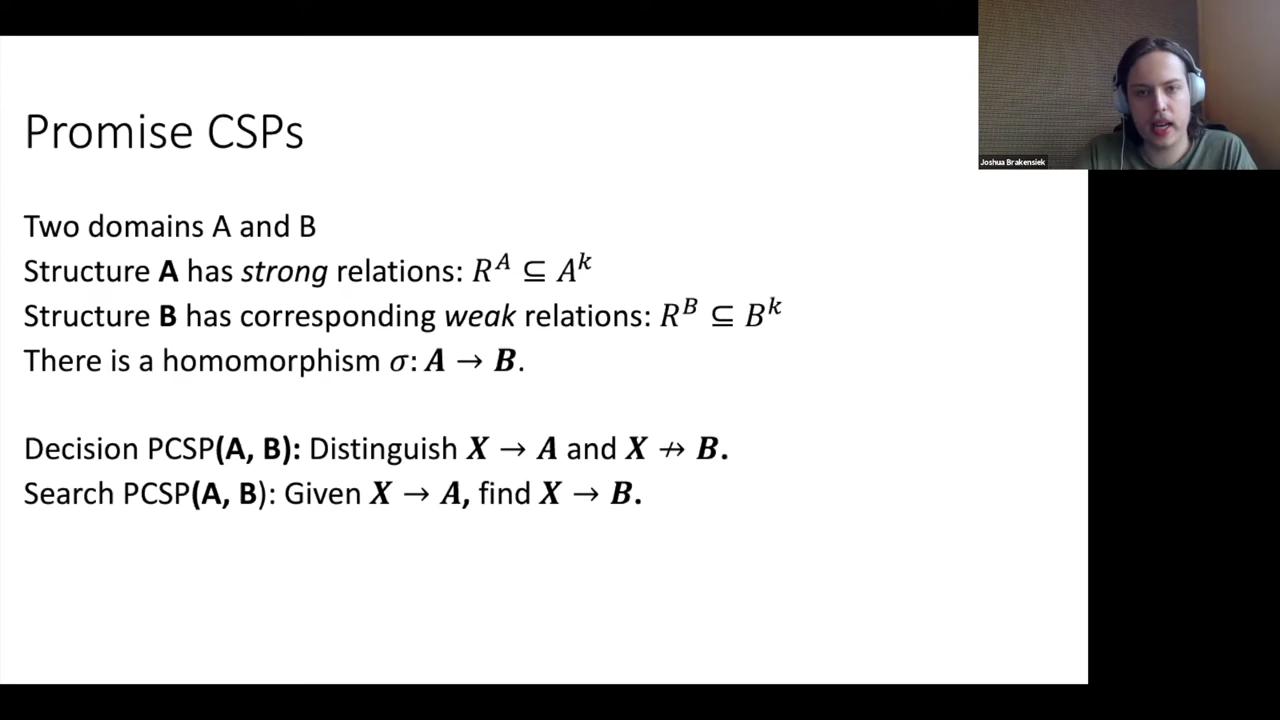 Promise CSPs
Two domains A and B
Structure A has strong relations: R^A ⊆ A^k
Structure B has corresponding weak relations: R^B ⊆ B^k
There is a homomorphism σ: A → B.
Decision PCSP(A, B): Distinguish X → A and X ↛ B.
Search PCSP(A, B): Given X → A, find X → B.
Joshua Brakensiek